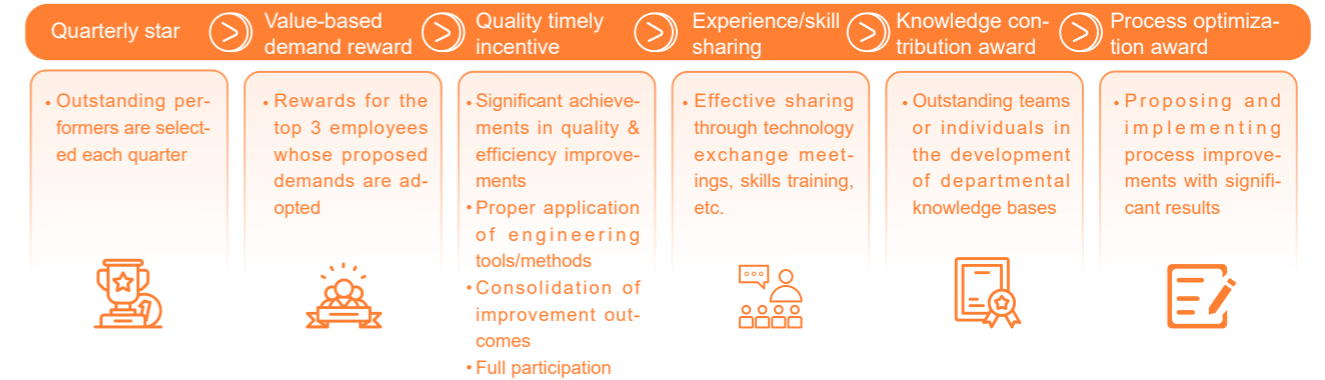 Quarterly star
Value-based
demand reward
Quality timely
incentive
Experience/skill
sharing
Knowledge con-
tribution award
Process optimiza-
tion award
• Outstanding per-
formers are select-
ed each quarter
• Rewards for the
top 3 employees
whose proposed
demands are ad-
opted
• Significant achieve-
ments in quality &
efficiency improve-
ments
• Proper application
of engineering
tools/methods
• Consolidation of
improvement out-
comes
• Full participation
• Effective sharing
through technology
exchange meet-
ings, skills training,
etc.
• Outstanding teams
or individuals in
the development
of departmental
knowledge bases
• Proposing and
implementing
process improve-
ments with signifi-
cant results